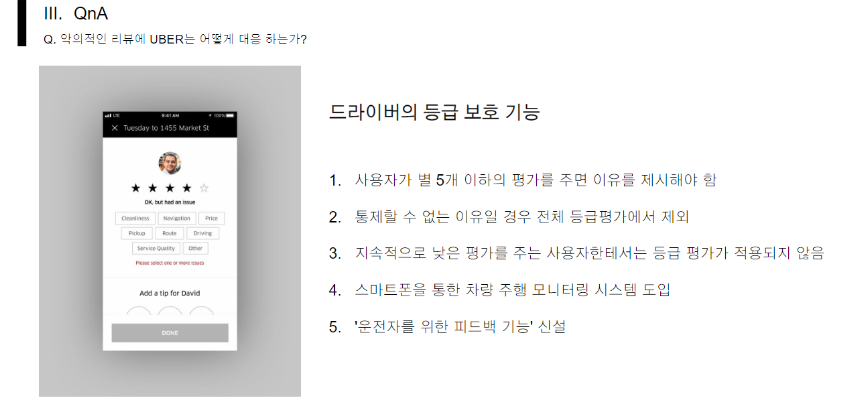 III. QnA
Q. 악의적인 리뷰에 UBER는 어떻게 대응 하는가?
LTE 9:41 AM 100%
✕ Tuesday to 1455 Market St
★ ★ ★ ★ ☆
OK, but had an issue
Cleanliness Navigation Price
Pickup Route Driving
Service Quality Other
Please select one or more issues
Add a tip for David
DONE
드라이버의 등급 보호 기능
1. 사용자가 별 5개 이하의 평가를 주면 이유를 제시해야 함
2. 통제할 수 없는 이유일 경우 전체 등급평가에서 제외
3. 지속적으로 낮은 평가를 주는 사용자한테서는 등급 평가가 적용되지 않음
4. 스마트폰을 통한 차량 주행 모니터링 시스템 도입
5. '운전자를 위한 피드백 기능' 신설